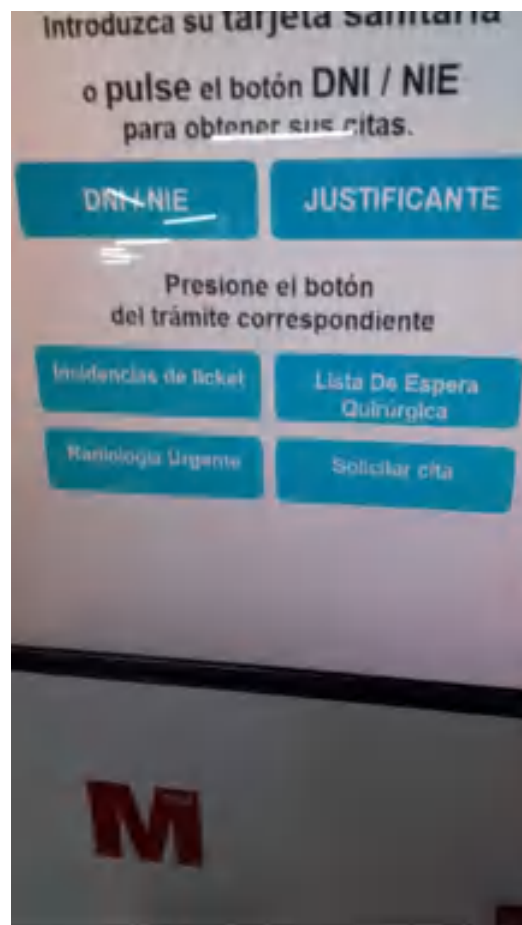 Introduzca su tarjeta sanitaria
o pulse el botón DNI / NIE
para obtener sus citas.
DNI / NIE
JUSTIFICANTE
Presione el botón
del trámite correspondiente
Incidencias de ticket
Lista De Espera
Quirúrgica
Radiología Urgente
Solicitar cita
M